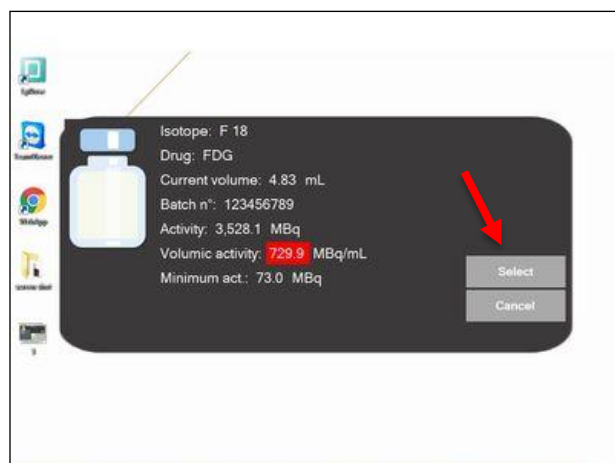 Isotope: F 18
Drug: FDG
Current volume: 4.83 mL
Batch n°: 123456789
Activity: 3,528.1 MBq
Volumic activity: 729.9 MBq/mL
Minimum act.: 73.0 MBq
Select
Cancel
WebApp